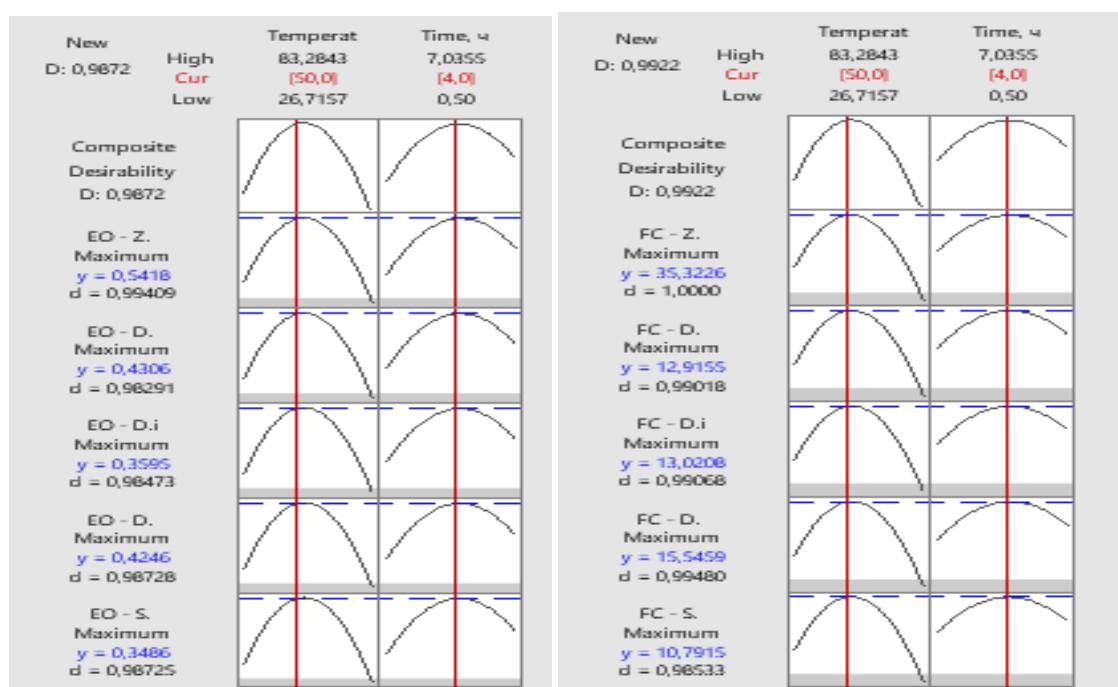 New
D: 0,9872
High
Cur
Low
Temperat
83,2843
[50,0]
26,7157
Time, ч
7,0355
[4,0]
0,50
Composite
Desirability
D: 0,9872
EO - Z.
Maximum
y = 0,5418
d = 0,99409
EO - D.
Maximum
y = 0,4306
d = 0,98291
EO - D.i
Maximum
y = 0,3595
d = 0,98473
EO - D.
Maximum
y = 0,4246
d = 0,98728
EO - S.
Maximum
y = 0,3486
d = 0,98725
New
D: 0,9922
High
Cur
Low
Temperat
83,2843
[50,0]
26,7157
Time, ч
7,0355
[4,0]
0,50
Composite
Desirability
D: 0,9922
FC - Z.
Maximum
y = 35,3226
d = 1,0000
FC - D.
Maximum
y = 12,9155
d = 0,99018
FC - D.i
Maximum
y = 13,0208
d = 0,99068
FC - D.
Maximum
y = 15,5459
d = 0,99480
FC - S.
Maximum
y = 10,7915
d = 0,98533